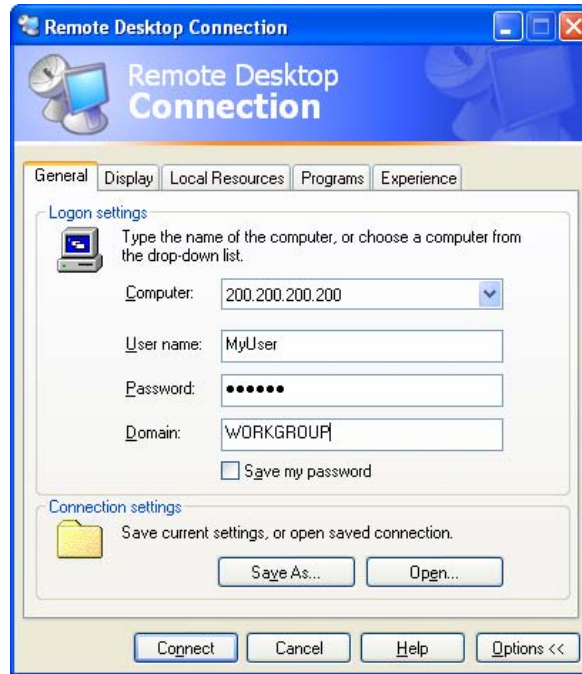 Remote Desktop Connection
Remote Desktop
Connection
General Display Local Resources Programs Experience
Logon settings
Type the name of the computer, or choose a computer from
the drop-down list.
Computer: 200.200.200.200
User name: MyUser
Password: ●●●●●●
Domain: WORKGROUP
Save my password
Connection settings
Save current settings, or open saved connection.
Save As... Open...
Connect Cancel Help Options <<